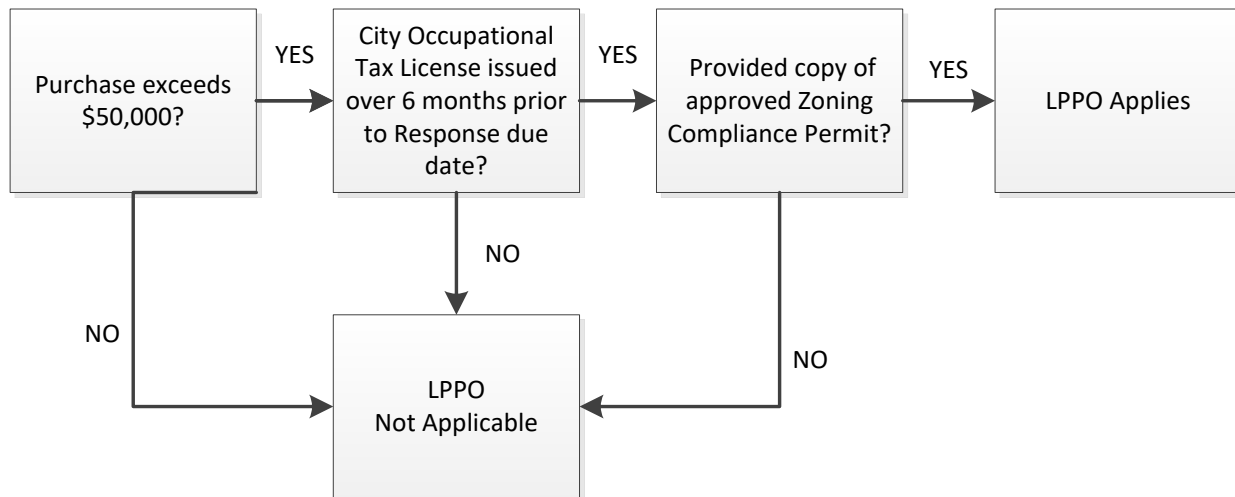 Purchase exceeds
$50,000?
YES
City Occupational
Tax License issued
over 6 months prior
to Response due
date?
YES
Provided copy of
approved Zoning
Compliance Permit?
YES
LPPO Applies
NO
NO
NO
LPPO
Not Applicable